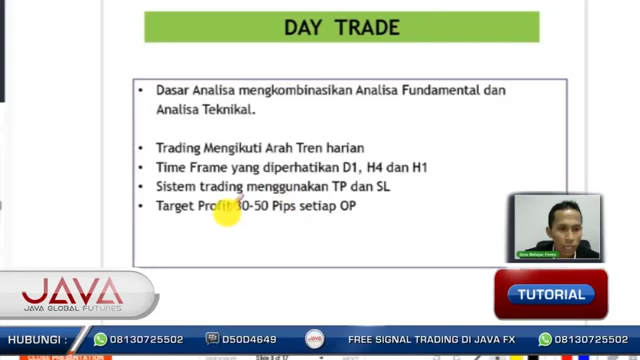 DAY TRADE
• Dasar Analisa mengkombinasikan Analisa Fundamental dan
Analisa Teknikal.
• Trading Mengikuti Arah Tren harian
• Time Frame yang diperhatikan D1, H4 dan H1
• Sistem trading menggunakan TP dan SL
• Target Profit 30-50 Pips setiap OP
JAVA
JAVA GLOBAL FUTURES
TUTORIAL
HUBUNGI : 08130725502 D50D4649 FREE SIGNAL TRADING DI JAVA FX 08130725502